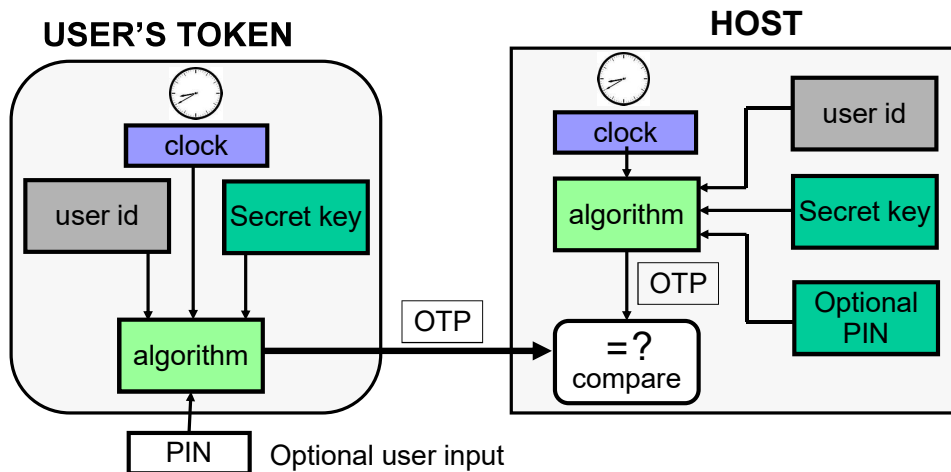 USER'S TOKEN
clock
user id
Secret key
algorithm
PIN
Optional user input
OTP
HOST
clock
user id
algorithm
Secret key
OTP
Optional
PIN
=?
compare